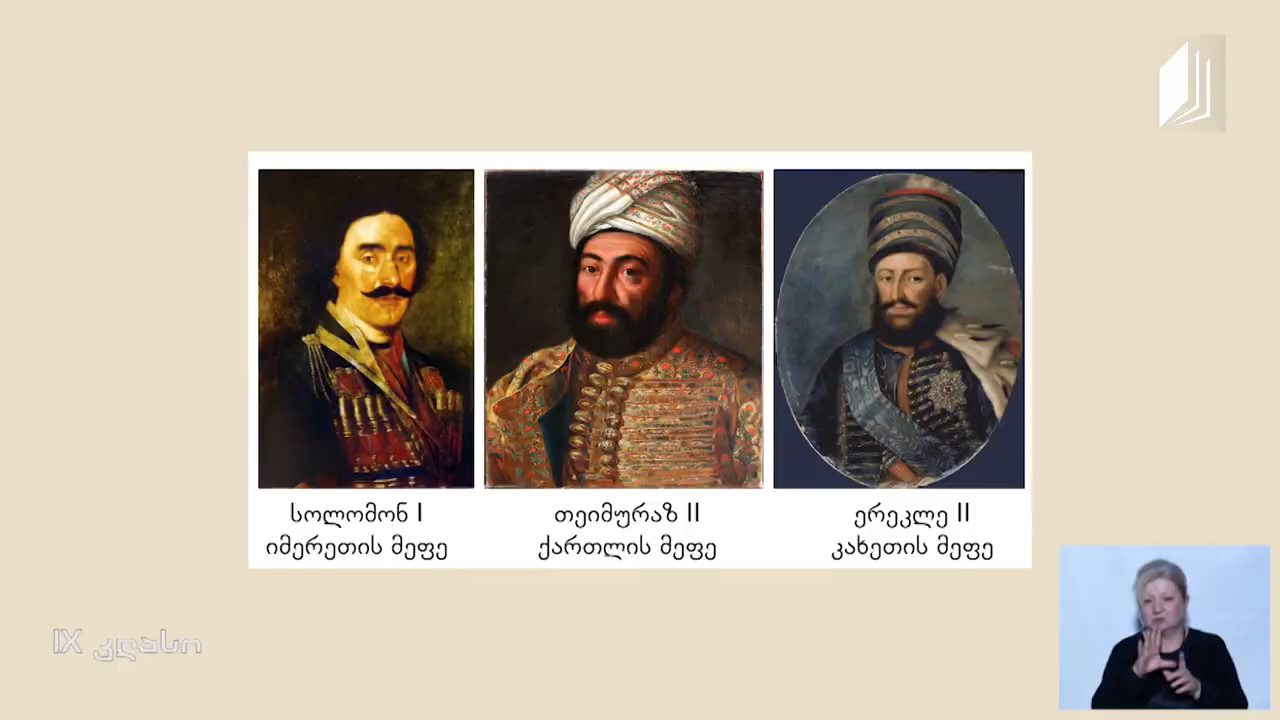 სოლომონ I
იმერეთის მეფე
თეიმურაზ II
ქართლის მეფე
ერეკლე II
კახეთის მეფე
IX კლასი